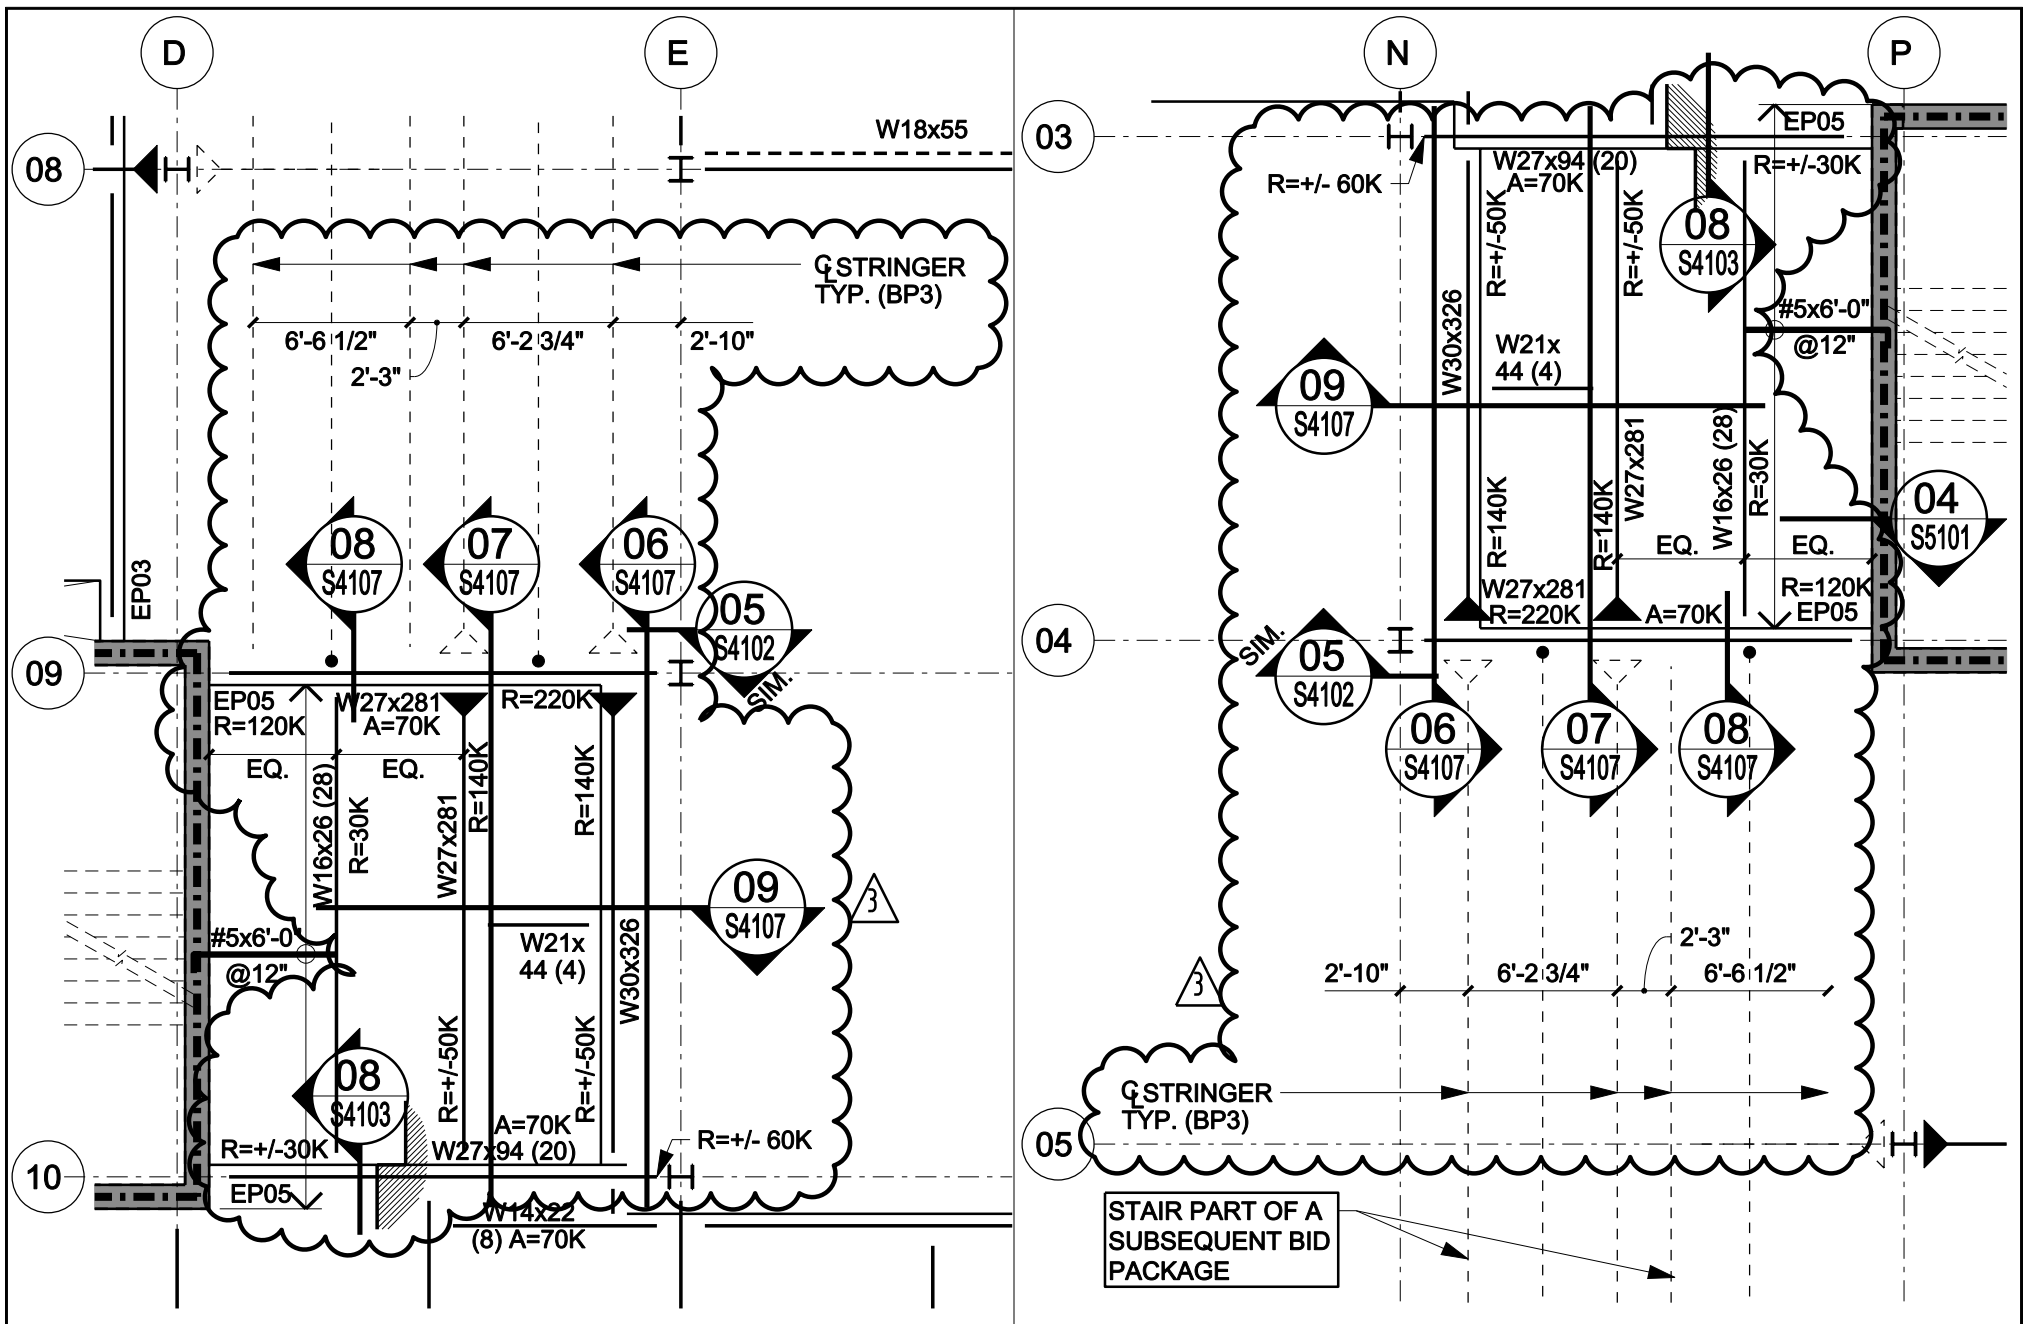 D
E
08
W18x55
℄ STRINGER
TYP. (BP3)
6'-6 1/2"
6'-2 3/4"
2'-10"
2'-3"
EP03
08
S4107
07
S4107
06
S4107
05
S4102
SIM.
09
EP05
R=120K
W27x281
A=70K
R=220K
EQ.
EQ.
W16x26 (28)
R=30K
W27x281
R=140K
R=140K
09
S4107
3
#5x6'-0"
@12"
W21x
44 (4)
W30x326
R=+/-50K
R=+/-50K
08
S4103
R=+/-30K
A=70K
W27x94 (20)
R=+/- 60K
10
EP05
W14x22
(8) A=70K
N
P
03
EP05
W27x94 (20)
A=70K
R=+/-30K
R=+/- 60K
R=+/-50K
R=+/-50K
08
S4103
W30x326
#5x6'-0"
@12"
W21x
44 (4)
09
S4107
W27x281
W16x26 (28)
R=30K
R=140K
R=140K
04
S5101
EQ.
EQ.
W27x281
R=220K
A=70K
R=120K
EP05
04
SIM.
05
S4102
06
S4107
07
S4107
08
S4107
2'-3"
2'-10"
6'-2 3/4"
6'-6 1/2"
3
℄ STRINGER
TYP. (BP3)
05
STAIR PART OF A
SUBSEQUENT BID
PACKAGE